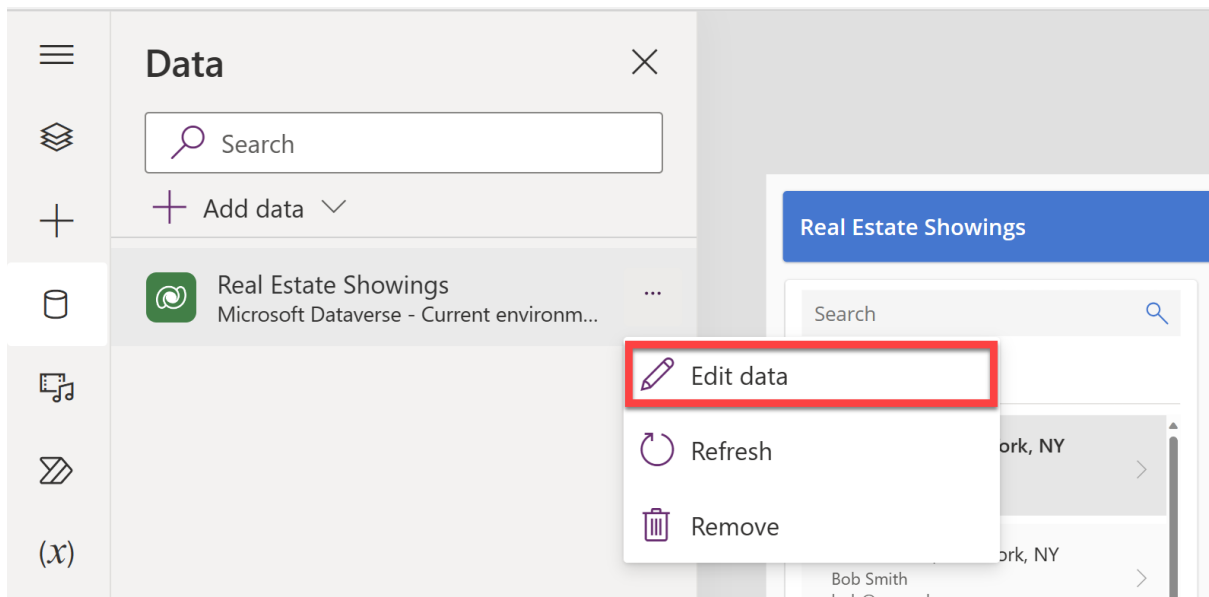 Data
Search
Add data
Real Estate Showings
Microsoft Dataverse - Current environm...
...
Edit data
Refresh
Remove
(x)
Real Estate Showings
Search
ork, NY
ork, NY
Bob Smith